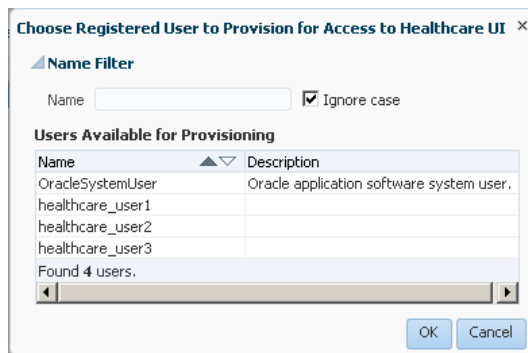 Choose Registered User to Provision for Access to Healthcare UI
Name Filter
Name
Ignore case
Users Available for Provisioning
Name Description
OracleSystemUser Oracle application software system user.
healthcare_user1
healthcare_user2
healthcare_user3
Found 4 users.
OK Cancel